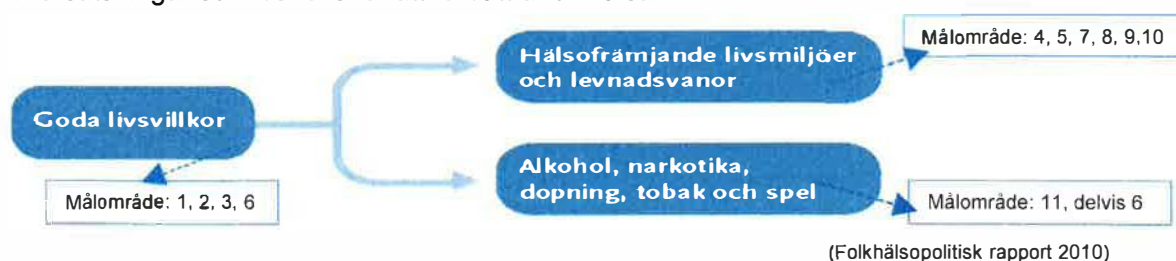 Hälsofrämjande livsmiljöer
och levnadsvanor
Målområde: 4, 5, 7, 8, 9,10
Goda livsvillkor
Målområde: 1, 2, 3, 6
Alkohol, narkotika,
dopning, tobak och spel
Målområde: 11, delvis 6
(Folkhälsopolitisk rapport 2010)